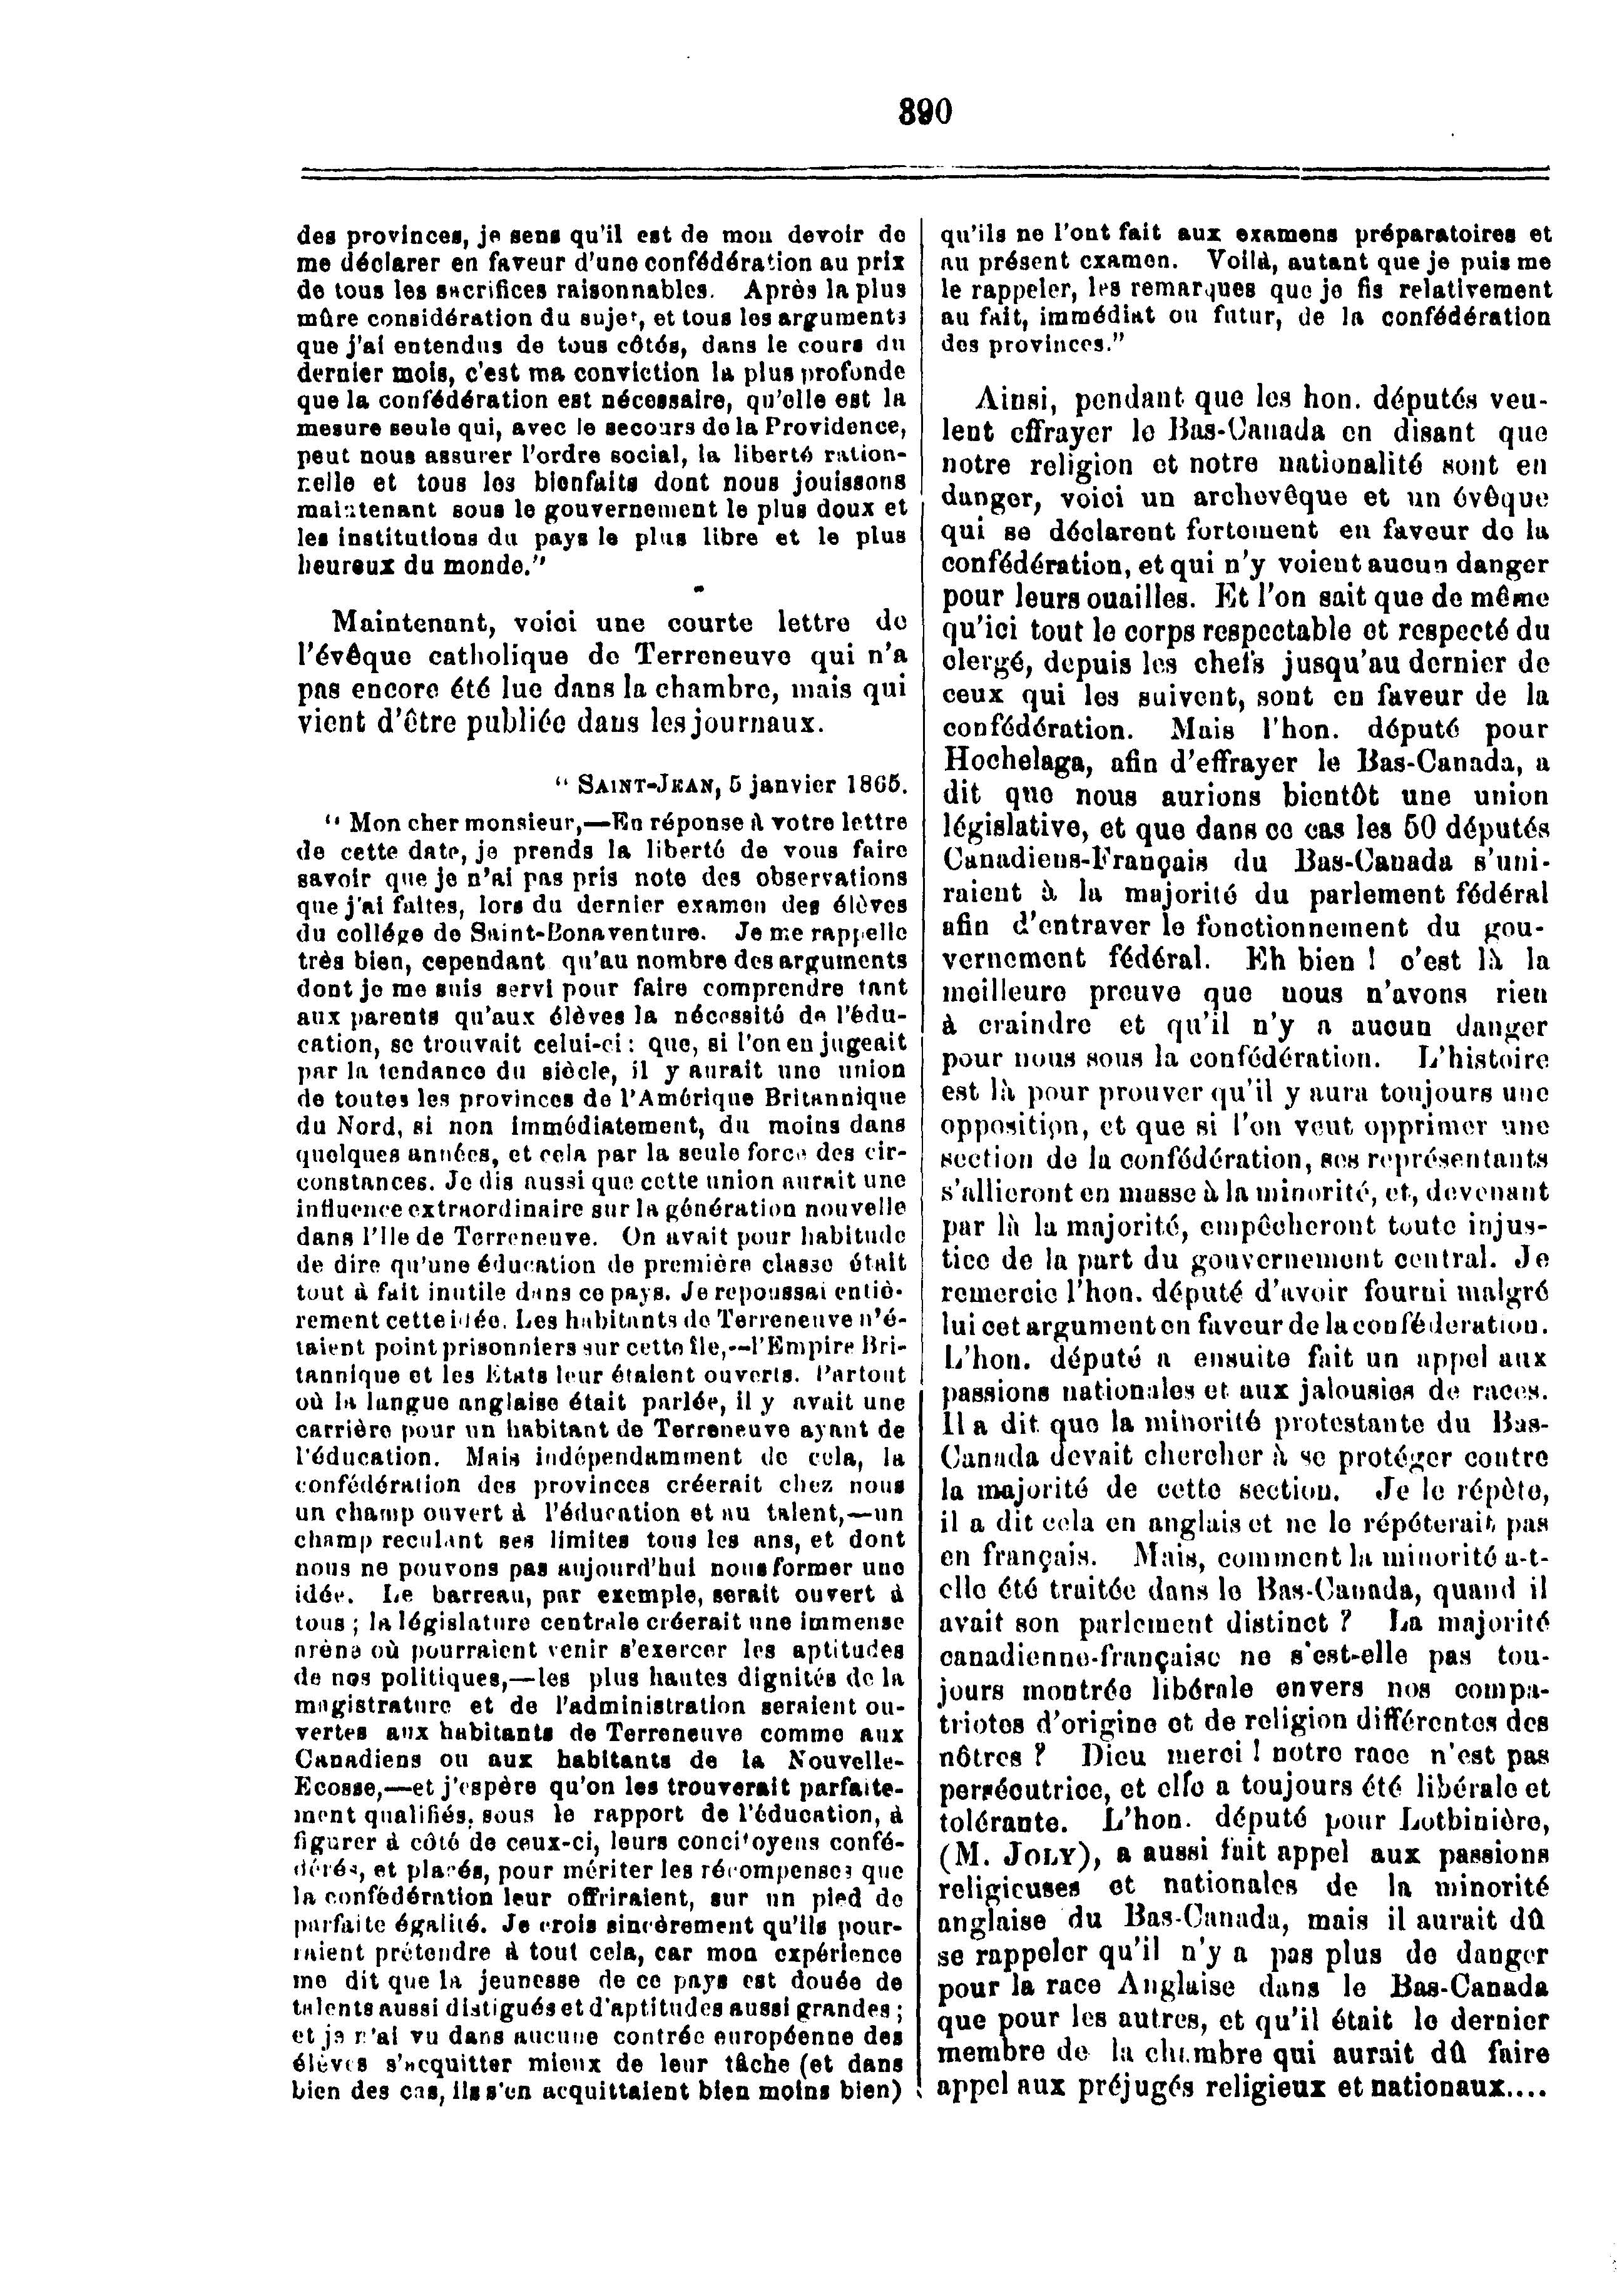 890
des provinces, je sens qu'il est de mon devoir de
me déclarer en faveur d'une confédération au prix
de tous les sacrifices raisonnables. Après la plus
mûre considération du sujet, et tous les arguments
que j'ai entendus de tous côtés, dans le cours du
dernier mois, c'est ma conviction la plus profonde
que la confédération est nécessaire, qu'elle est la
mesure seule qui, avec le secours de la Providence,
peut nous assurer l'ordre social, la liberté ration-
nelle et tous les bienfaits dont nous jouissons
maintenant sous le gouvernement le plus doux et
les institutions du pays le plus libre et le plus
heureux du monde."
Maintenant, voici une courte lettre de
l'évêque catholique de Terreneuve qui n'a
pas encore été lue dans la chambre, mais qui
vient d'être publiée dans les journaux.
" SAINT-JEAN, 5 janvier 1865.
" Mon cher monsieur,—En réponse à votre lettre
de cette date, je prends la liberté de vous faire
savoir que je n'ai pas pris note des observations
que j'ai faites, lors du dernier examen des élèves
du collége de Saint-Bonaventure. Je me rappelle
très bien, cependant qu'au nombre des arguments
dont je me suis servi pour faire comprendre tant
aux parents qu'aux élèves la nécessité de l'édu-
cation, se trouvait celui-ci : que, si l'on en jugeait
par la tendance du siècle, il y aurait une union
de toutes les provinces de l'Amérique Britannique
du Nord, si non immédiatement, du moins dans
quelques années, et cela par la seule force des cir-
constances. Je dis aussi que cette union aurait une
influence extraordinaire sur la génération nouvelle
dans l'Ile de Terreneuve. On avait pour habitude
de dire qu'une éducation de première classe était
tout à fait inutile dans ce pays. Je repoussai entiè-
rement cette idée. Les habitants de Terreneuve n'é-
taient point prisonniers sur cette île,--l'Empire Bri-
tannique et les Etats leur étaient ouverts. Partout
où la langue anglaise était parlée, il y avait une
carrière pour un habitant de Terreneuve ayant de
l'éducation. Mais indépendamment de cela, la
confédération des provinces créerait chez nous
un champ ouvert à l'éducation et au talent,—un
champ reculant ses limites tous les ans, et dont
nous ne pouvons pas aujourd'hui nous former une
idée. Le barreau, par exemple, serait ouvert à
tous ; la législature centrale créerait une immense
arène où pourraient venir s'exercer les aptitudes
de nos politiques,—les plus hautes dignités de la
magistrature et de l'administration seraient ou-
vertes aux habitants de Terreneuve comme aux
Canadiens ou aux habitants de la Nouvelle-
Ecosse,—et j'espère qu'on les trouverait parfaite-
ment qualifiés, sous le rapport de l'éducation, à
figurer à côté de ceux-ci, leurs concitoyens confé-
dérés, et placés, pour mériter les récompenses que
la confédération leur offriraient, sur un pied de
parfaite égalité. Je crois sincèrement qu'ils pour-
raient prétendre à tout cela, car mon expérience
me dit que la jeunesse de ce pays est douée de
talents aussi distigués et d'aptitudes aussi grandes ;
et je n'ai vu dans aucune contrée européenne des
élèves s'acquitter mieux de leur tâche (et dans
bien des cas, ils s'en acquittaient bien moins bien)
qu'ils ne l'ont fait aux examens préparatoires et
au présent examen. Voilà, autant que je puis me
le rappeler, les remarques que je fis relativement
au fait, immédiat ou futur, de la confédération
des provinces."
Ainsi, pendant que les hon. députés veu-
lent effrayer le Bas-Canada en disant que
notre religion et notre nationalité sont en
danger, voici un archevêque et un évêque
qui se déclarent fortement en faveur de la
confédération, et qui n'y voient aucun danger
pour leurs ouailles. Et l'on sait que de même
qu'ici tout le corps respectable et respecté du
clergé, depuis les chefs jusqu'au dernier de
ceux qui les suivent, sont en faveur de la
confédération. Mais l'hon. député pour
Hochelaga, afin d'effrayer le Bas-Canada, a
dit que nous aurions bientôt une union
législative, et que dans ce cas les 50 députés
Canadiens-Français du Bas-Canada s'uni-
raient à la majorité du parlement fédéral
afin d'entraver le fonctionnement du gou-
vernement fédéral. Eh bien ! c'est là la
meilleure preuve que nous n'avons rien
à craindre et qu'il n'y a aucun danger
pour nous sous la confédération. L'histoire
est là pour prouver qu'il y aura toujours une
opposition, et que si l'on veut opprimer une
section de la confédération, ses représentants
s'allieront en masse à la minorité, et, devenant
par là la majorité, empêcheront toute injus-
tice de la part du gouvernement central. Je
remercie l'hon. député d'avoir fourni malgré
lui cet argument en faveur de la conféderation.
L'hon. député a ensuite fait un appel aux
passions nationales et aux jalousies de races.
Il a dit que la minorité protestante du Bas-
Canada devait chercher à se protéger contre
la majorité de cette section. Je le répète,
il a dit cela en anglais et ne le répéterait pas
en français. Mais, comment la minorité a-t-
elle été traitée dans le Bas-Canada, quand il
avait son parlement distinct ? La majorité
canadienne-française ne s'est-elle pas tou-
jours montrée libérale envers nos compa-
triotes d'origine et de religion différentes des
nôtres ? Dieu merci ! notre race n'est pas
persécutrice, et elle a toujours été libérale et
tolérante. L'hon. député pour Lotbinière,
(M. JOLY), a aussi fait appel aux passions
religieuses et nationales de la minorité
anglaise du Bas-Canada, mais il aurait dû
se rappeler qu'il n'y a pas plus de danger
pour la race Anglaise dans le Bas-Canada
que pour les autres, et qu'il était le dernier
membre de la chambre qui aurait dû faire
appel aux préjugés religieux et nationaux....